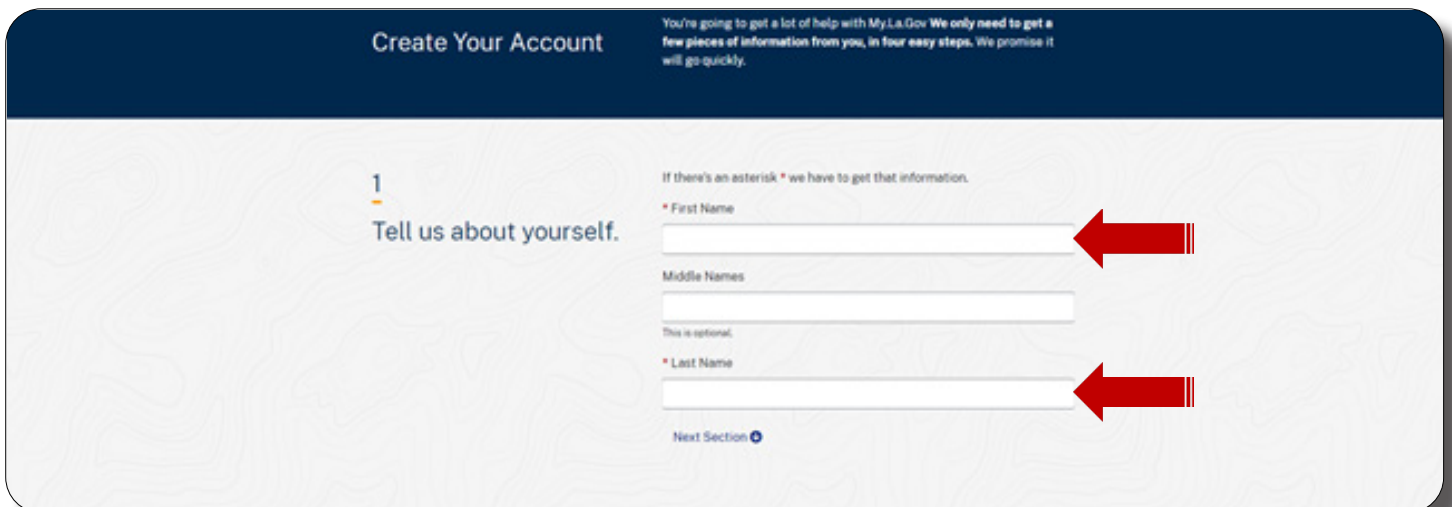 Create Your Account
You're going to get a lot of help with My.La.Gov We only need to get a
few pieces of information from you, in four easy steps. We promise it
will go quickly.
1
Tell us about yourself.
If there's an asterisk * we have to get that information.
* First Name
Middle Names
This is optional.
* Last Name
Next Section